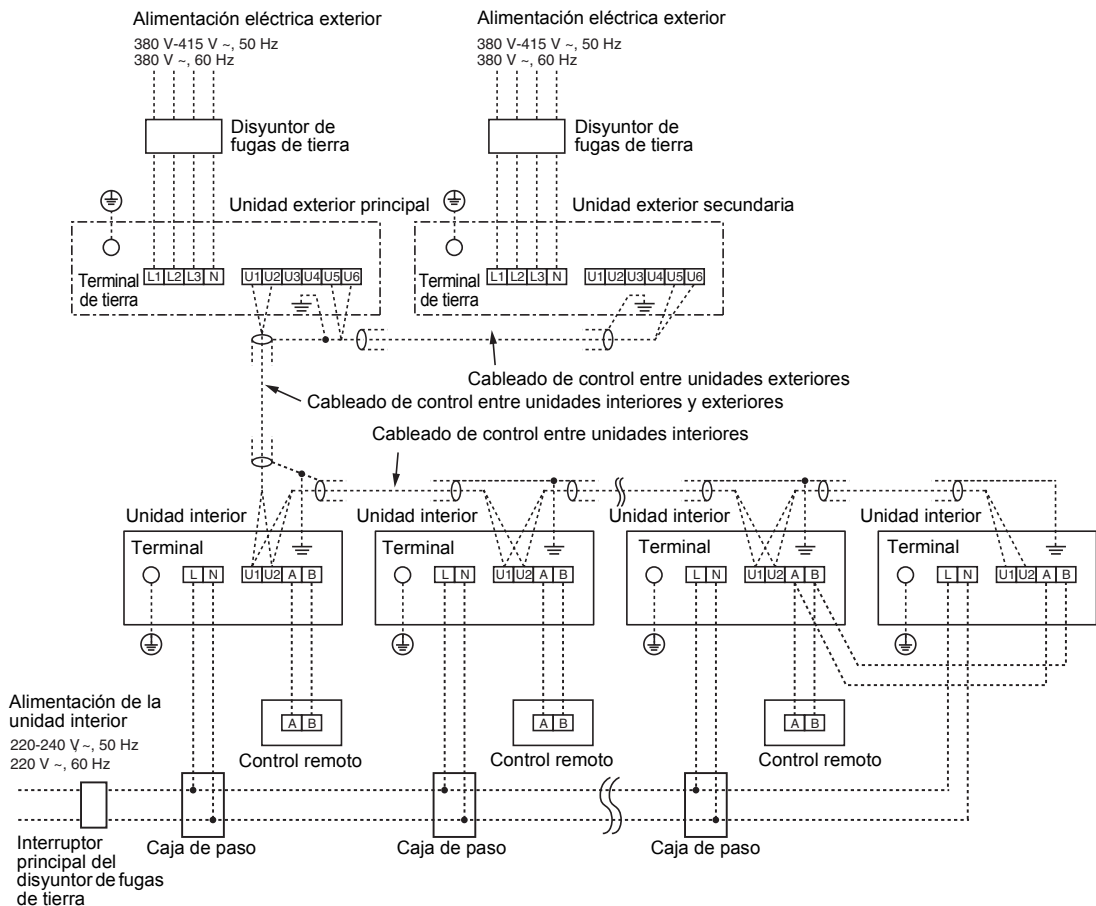 Alimentación eléctrica exterior
380 V-415 V ~, 50 Hz
380 V ~, 60 Hz
Alimentación eléctrica exterior
380 V-415 V ~, 50 Hz
380 V ~, 60 Hz
Disyuntor de
fugas de tierra
Disyuntor de
fugas de tierra
Unidad exterior principal
Unidad exterior secundaria
Terminal
de tierra
L1 L2 L3 N
U1 U2 U3 U4 U5 U6
Terminal
de tierra
L1 L2 L3 N
U1 U2 U3 U4 U5 U6
Cableado de control entre unidades exteriores
Cableado de control entre unidades interiores y exteriores
Cableado de control entre unidades interiores
Unidad interior
Unidad interior
Unidad interior
Unidad interior
Terminal
Terminal
Terminal
Terminal
L N
U1 U2 A B
L N
U1 U2 A B
L N
U1 U2 A B
L N
U1 U2 A B
Alimentación de la
unidad interior
220-240 V ~, 50 Hz
220 V ~, 60 Hz
A B
Control remoto
A B
Control remoto
A B
Control remoto
Interruptor
principal del
disyuntor de fugas
de tierra
Caja de paso
Caja de paso
Caja de paso